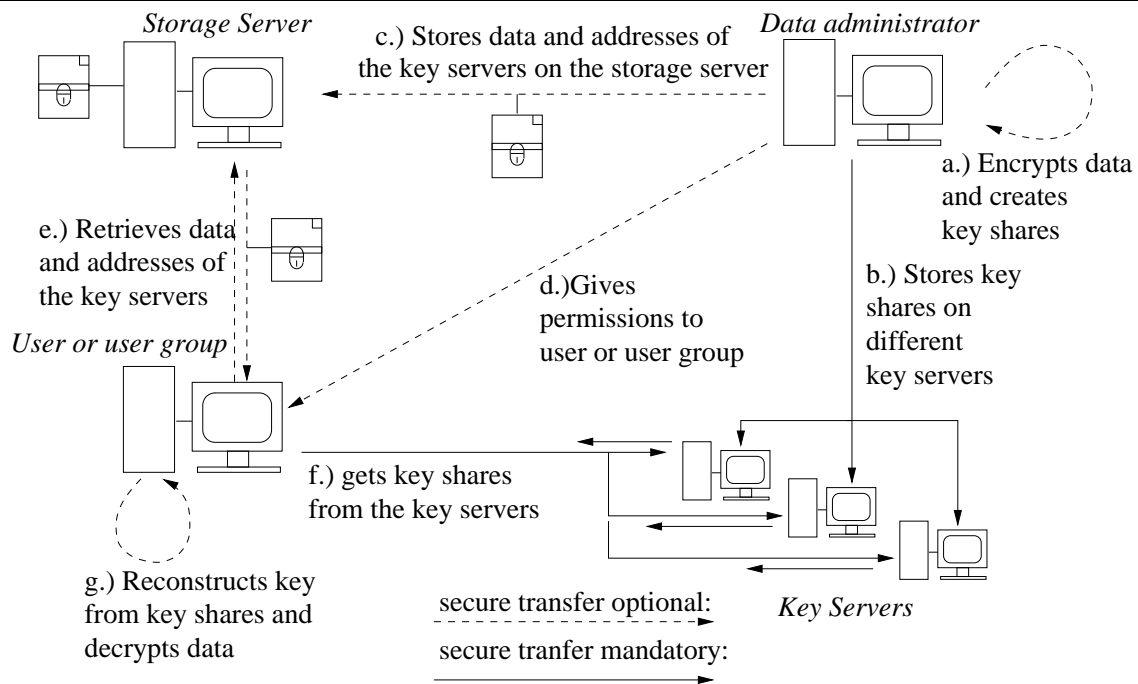 Storage Server
c.) Stores data and addresses of
the key servers on the storage server
Data administrator
a.) Encrypts data
and creates
key shares
e.) Retrieves data
and addresses of
the key servers
b.) Stores key
shares on
different
key servers
d.)Gives
permissions to
user or user group
User or user group
f.) gets key shares
from the key servers
g.) Reconstructs key
from key shares and
decrypts data
Key Servers
secure transfer optional:
secure tranfer mandatory: